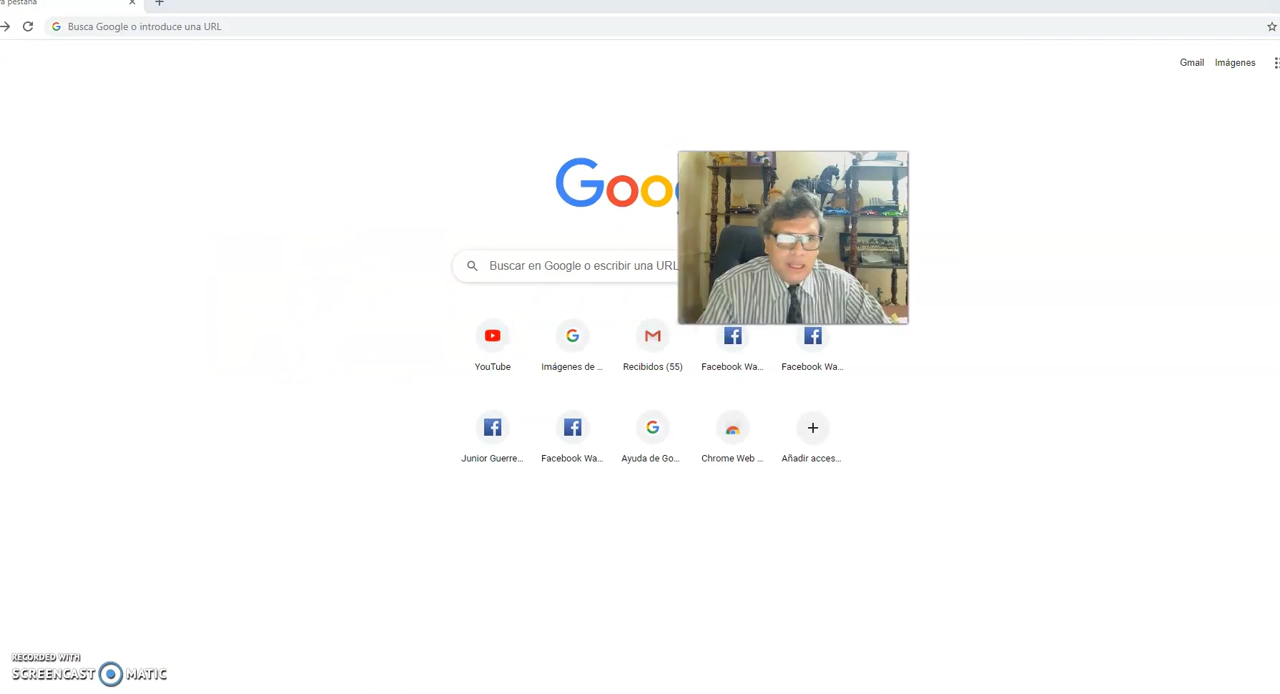 pestaña
Busca Google o introduce una URL
Gmail Imágenes
Goo
Buscar en Google o escribir una URL
YouTube Imágenes de ... Recibidos (55) Facebook Wa... Facebook Wa...
Junior Guerre... Facebook Wa... Ayuda de Go... Chrome Web ... Añadir acces...
RECORDED WITH
SCREENCAST MATIC